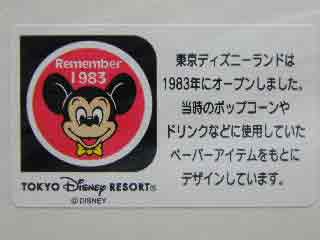 Remember
1983
TOKYO Disney RESORT®
©DISNEY
東京ディズニーランドは
1983年にオープンしました。
当時のポップコーンや
ドリンクなどに使用していた
ペーパーアイテムをもとに
デザインしています。